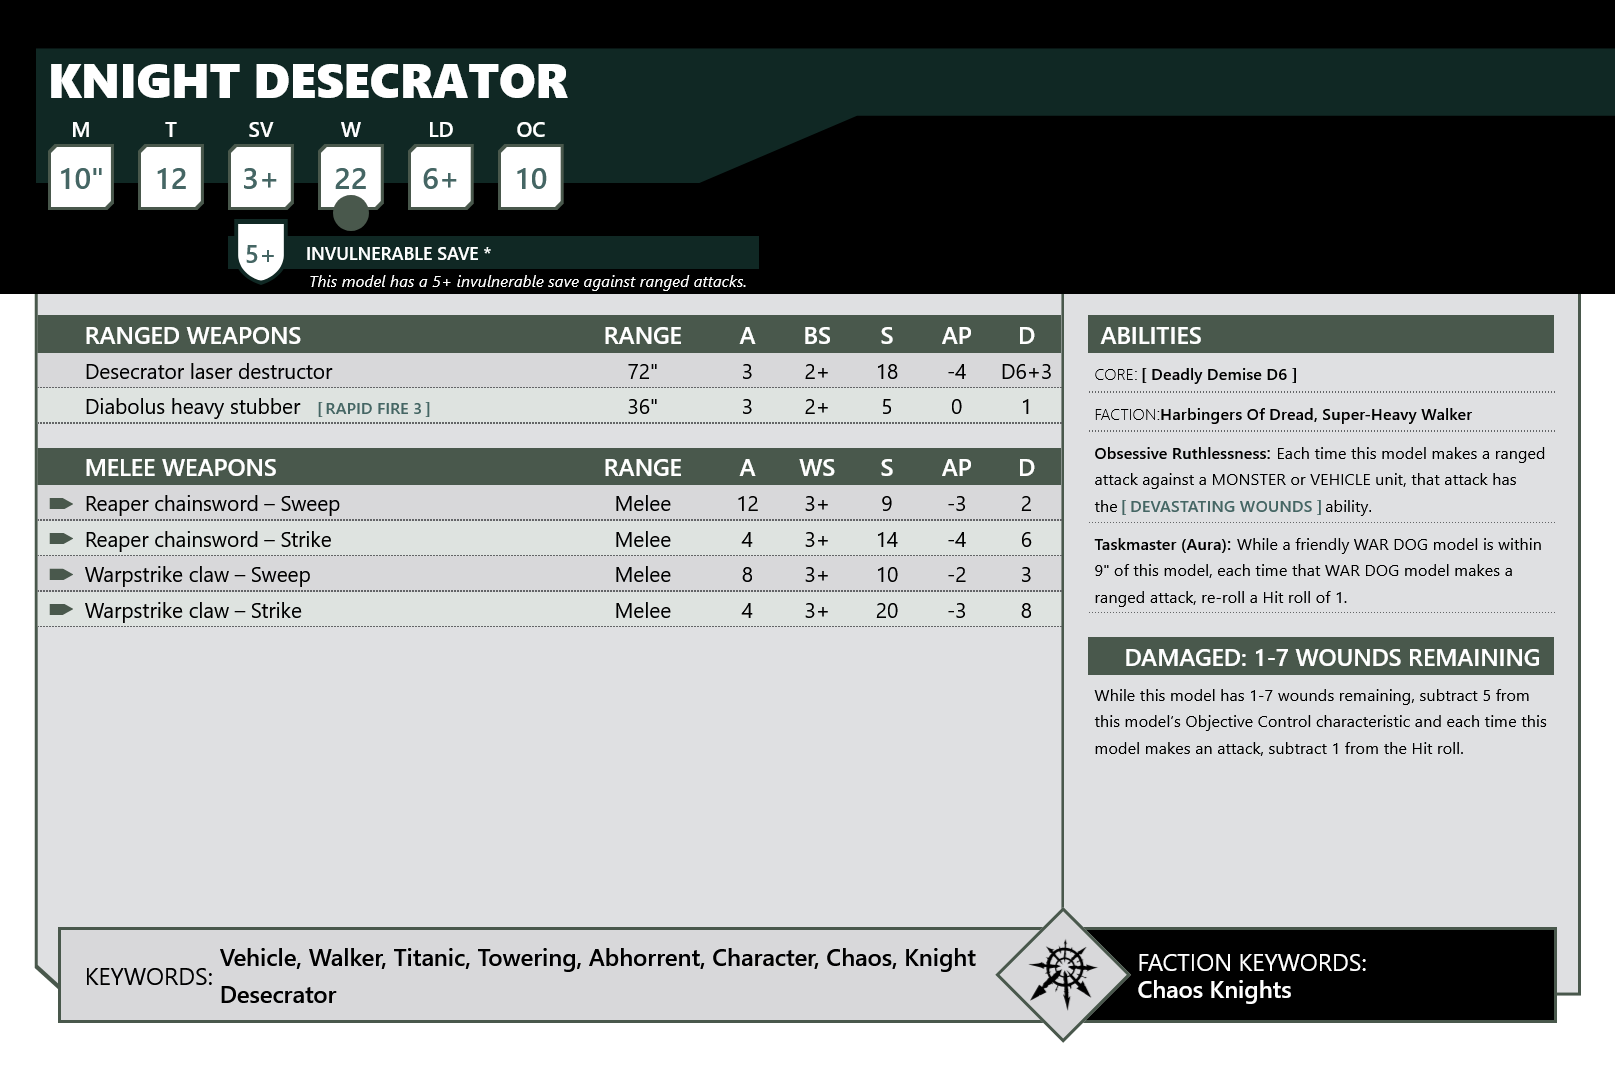 KNIGHT DESECRATOR
M T SV W LD OC
10" 12 3+ 22 6+ 10
5+ INVULNERABLE SAVE *
This model has a 5+ invulnerable save against ranged attacks.
RANGED WEAPONS RANGE A BS S AP D
Desecrator laser destructor 72" 3 2+ 18 -4 D6+3
Diabolus heavy stubber [ RAPID FIRE 3 ] 36" 3 2+ 5 0 1
MELEE WEAPONS RANGE A WS S AP D
Reaper chainsword – Sweep Melee 12 3+ 9 -3 2
Reaper chainsword – Strike Melee 4 3+ 14 -4 6
Warpstrike claw – Sweep Melee 8 3+ 10 -2 3
Warpstrike claw – Strike Melee 4 3+ 20 -3 8
ABILITIES
CORE: [ Deadly Demise D6 ]
FACTION:Harbingers Of Dread, Super-Heavy Walker
Obsessive Ruthlessness: Each time this model makes a ranged
attack against a MONSTER or VEHICLE unit, that attack has
the [ DEVASTATING WOUNDS ] ability.
Taskmaster (Aura): While a friendly WAR DOG model is within
9" of this model, each time that WAR DOG model makes a
ranged attack, re-roll a Hit roll of 1.
DAMAGED: 1-7 WOUNDS REMAINING
While this model has 1-7 wounds remaining, subtract 5 from
this model’s Objective Control characteristic and each time this
model makes an attack, subtract 1 from the Hit roll.
KEYWORDS: Vehicle, Walker, Titanic, Towering, Abhorrent, Character, Chaos, Knight
Desecrator
FACTION KEYWORDS:
Chaos Knights